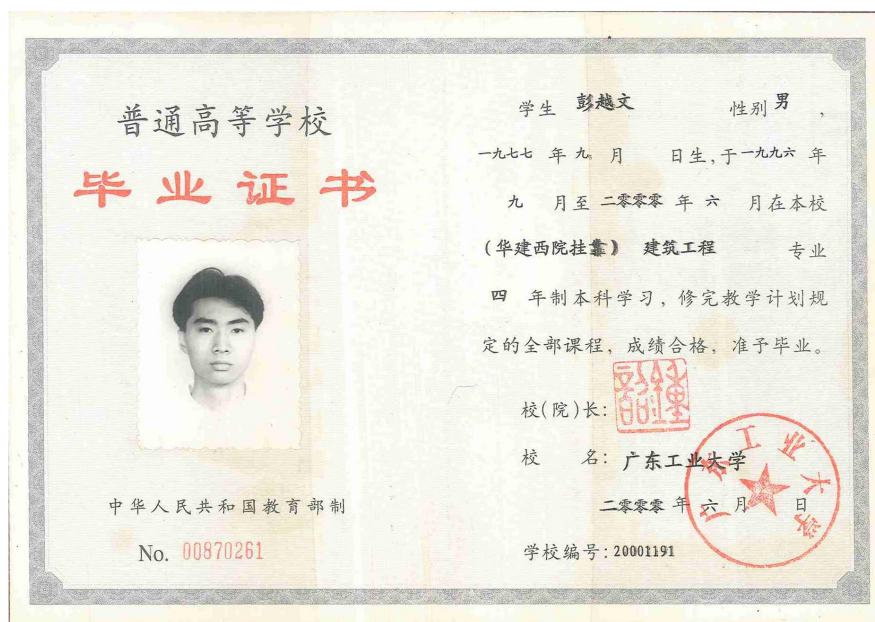 普通高等学校
毕业证书
中华人民共和国教育部制
No. 00870261
学生 彭越文 性别 男，
一九七七 年 九 月 日生，于 一九九六 年
九 月至 二零零零 年 六 月在本校
（华建西院挂靠） 建筑工程 专业
四 年制本科学习，修完教学计划规
定的全部课程，成绩合格，准予毕业。
校（院）长：
校 名：广东工业大学
二零零零 年 六 月 日
学校编号：20001191
广东工业大学